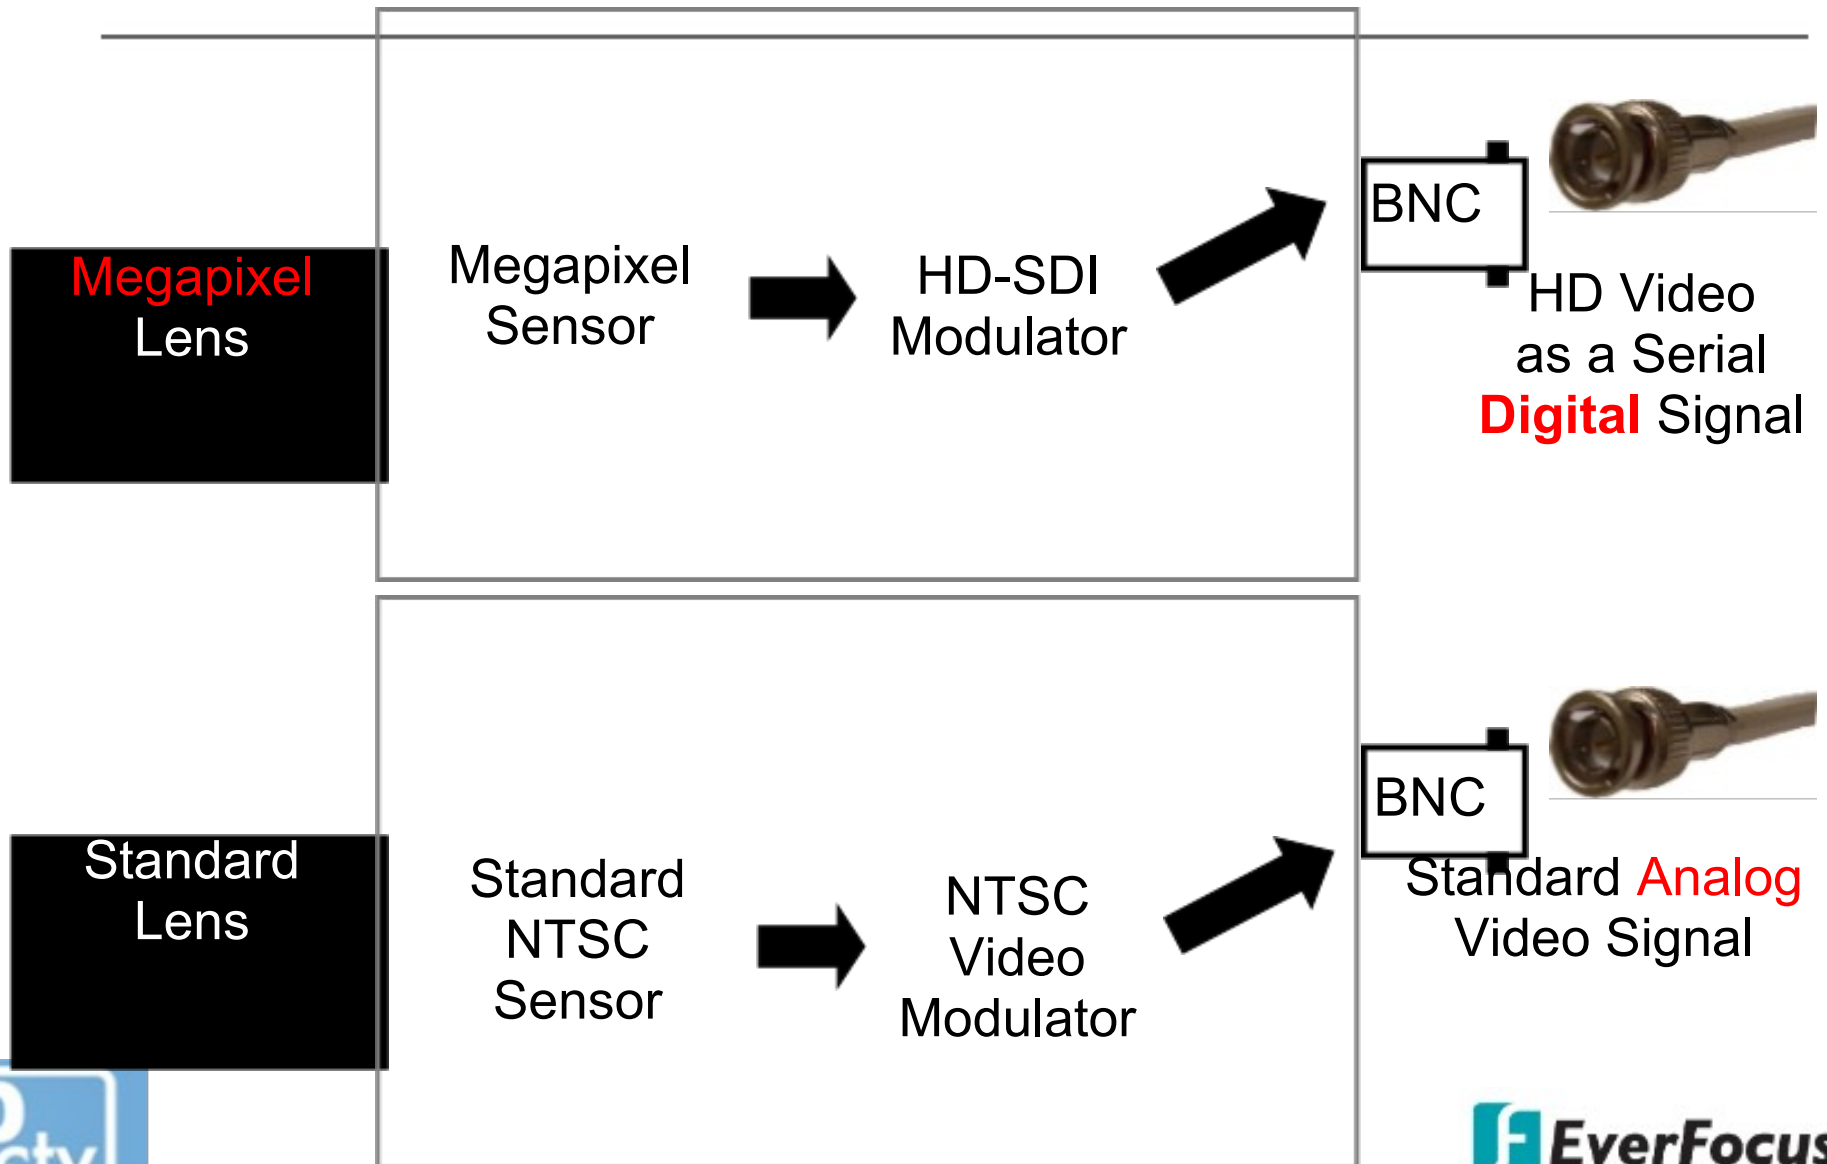 Megapixel
Lens
Megapixel
Sensor
HD-SDI
Modulator
BNC
HD Video
as a Serial
Digital Signal
Standard
Lens
Standard
NTSC
Sensor
NTSC
Video
Modulator
BNC
Standard Analog
Video Signal
cctv
EverFocus